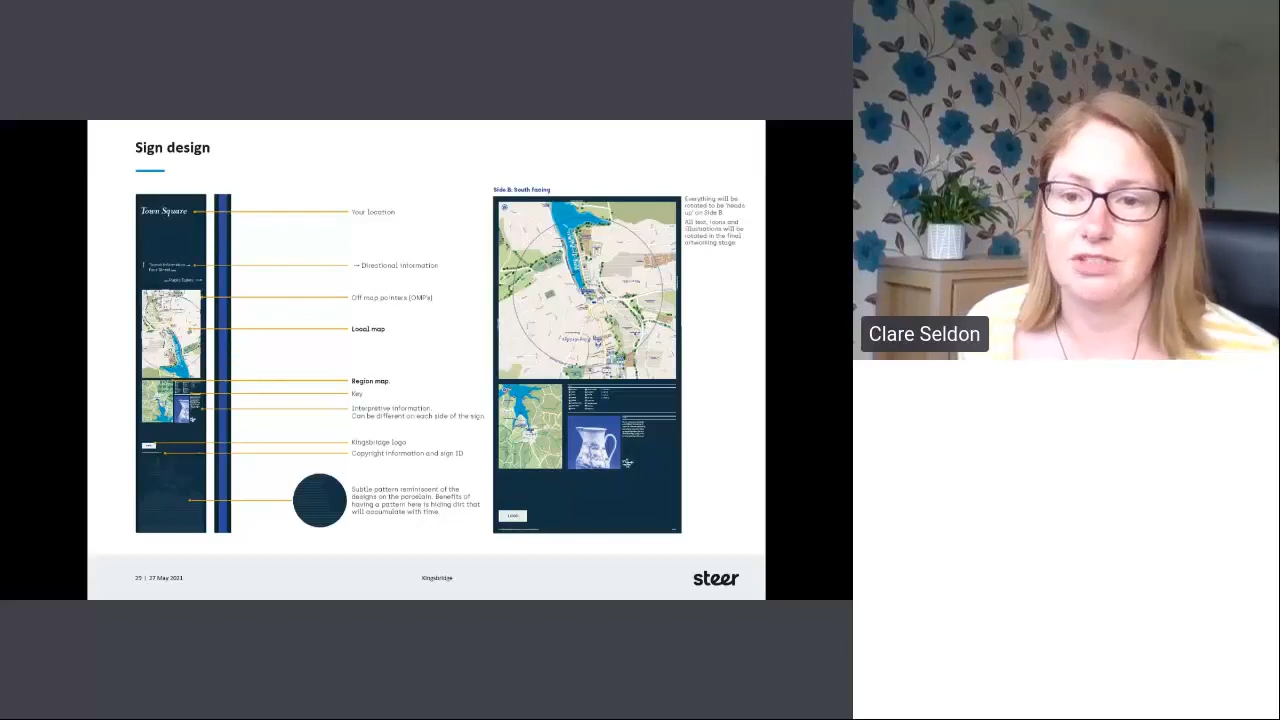 Sign design
Town Square
Your location
→ Directional information
Off map pointers (OMP's)
Local map
Region map.
Key
Interpretive information.
Can be different on each side of the sign.
Kingsbridge logo
Copyright information and sign ID
Subtle pattern reminiscent of the
designs on the porcelain. Benefits of
having a pattern here is hiding dirt that
will accumulate with time.
Side B: South facing
Everything will be
rotated to be 'heads
up' on Side B.
All text, icons and
illustrations will be
rotated in the final
artworking stage.
LOGO
29 | 27 May 2021
Kingsbridge
steer
Clare Seldon